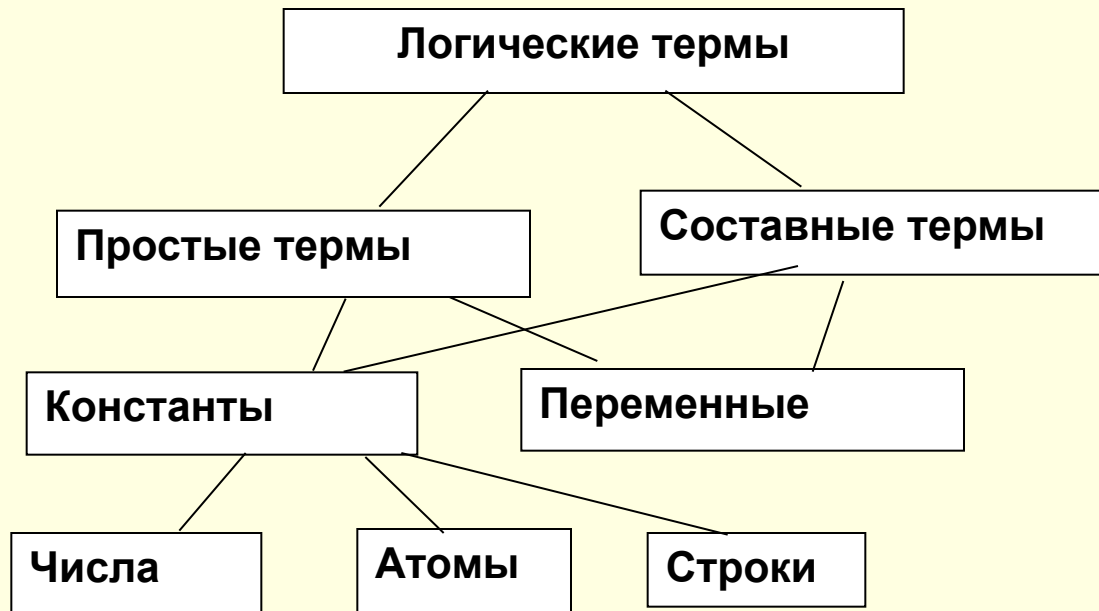 Логические термы
Простые термы
Составные термы
Константы
Переменные
Числа
Атомы
Строки